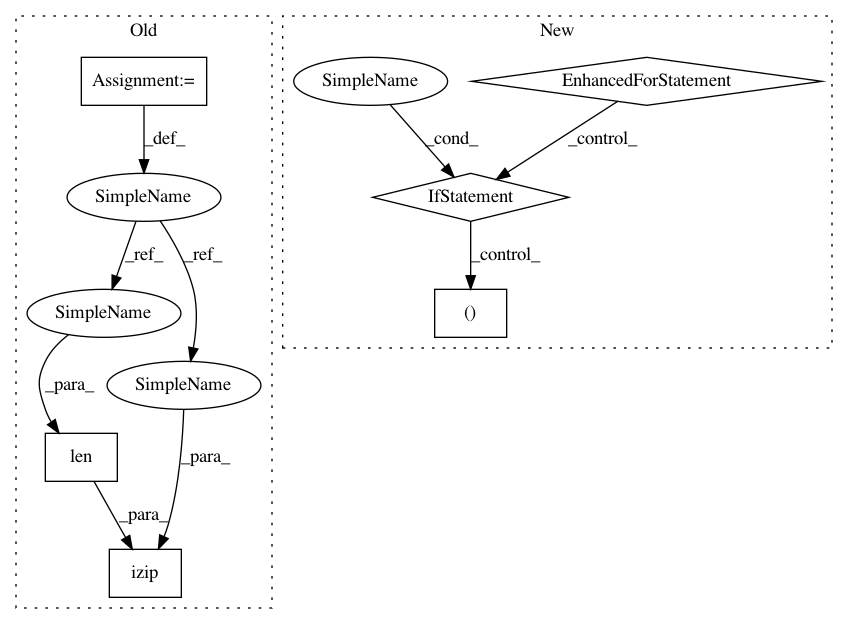 Old
New
Assignment:=
SimpleName
EnhancedForStatement
_def_
_cond_
_control_
SimpleName
IfStatement
_ref_
_ref_
_control_
SimpleName
()
SimpleName
_para_
len
_para_
_para_
izip